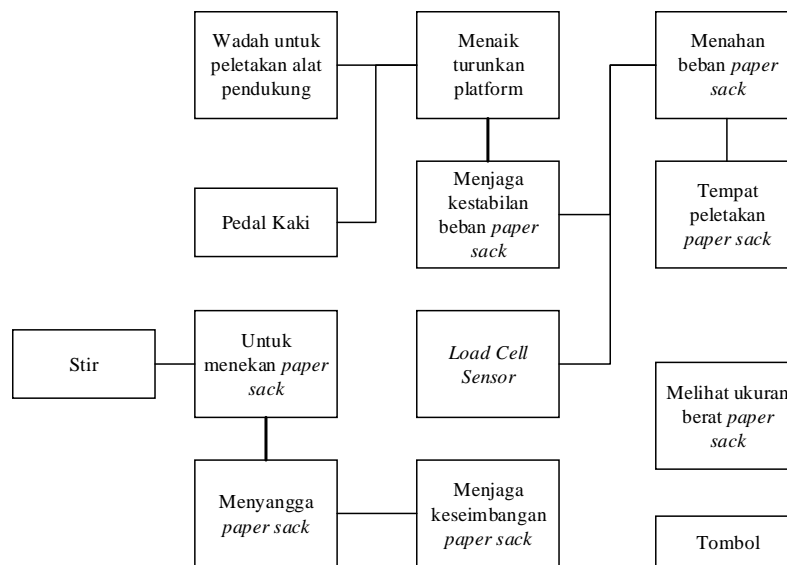 Wadah untuk
peletakan alat
pendukung
Menaik
turunkan
platform
Menahan
beban paper
sack
Pedal Kaki
Menjaga
kestabilan
beban paper
sack
Tempat
peletakan
paper sack
Stir
Untuk
menekan paper
sack
Load Cell
Sensor
Melihat ukuran
berat paper
sack
Menyangga
paper sack
Menjaga
keseimbangan
paper sack
Tombol